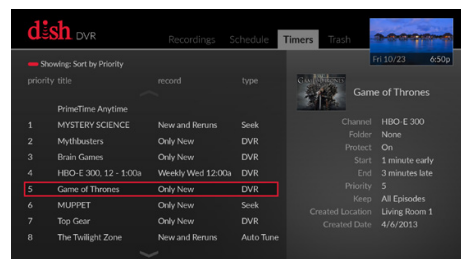 dish DVR
Recordings Schedule Timers Trash
Fri 10/23 6:50p
Showing: Sort by Priority
priority title record type
PrimeTime Anytime
1 MYSTERY SCIENCE New and Reruns Seek
2 Mythbusters Only New DVR
3 Brain Games Only New DVR
4 HBO-E 300, 12 - 1:00a Weekly Wed 12:00a DVR
5 Game of Thrones Only New DVR
6 MUPPET Only New Seek
7 Top Gear Only New DVR
8 The Twilight Zone New and Reruns Auto Tune
Game of Thrones
Channel HBO-E 300
Folder None
Protect On
Start 1 minute early
End 3 minutes late
Priority 5
Keep All Episodes
Created Location Living Room 1
Created Date 4/6/2013